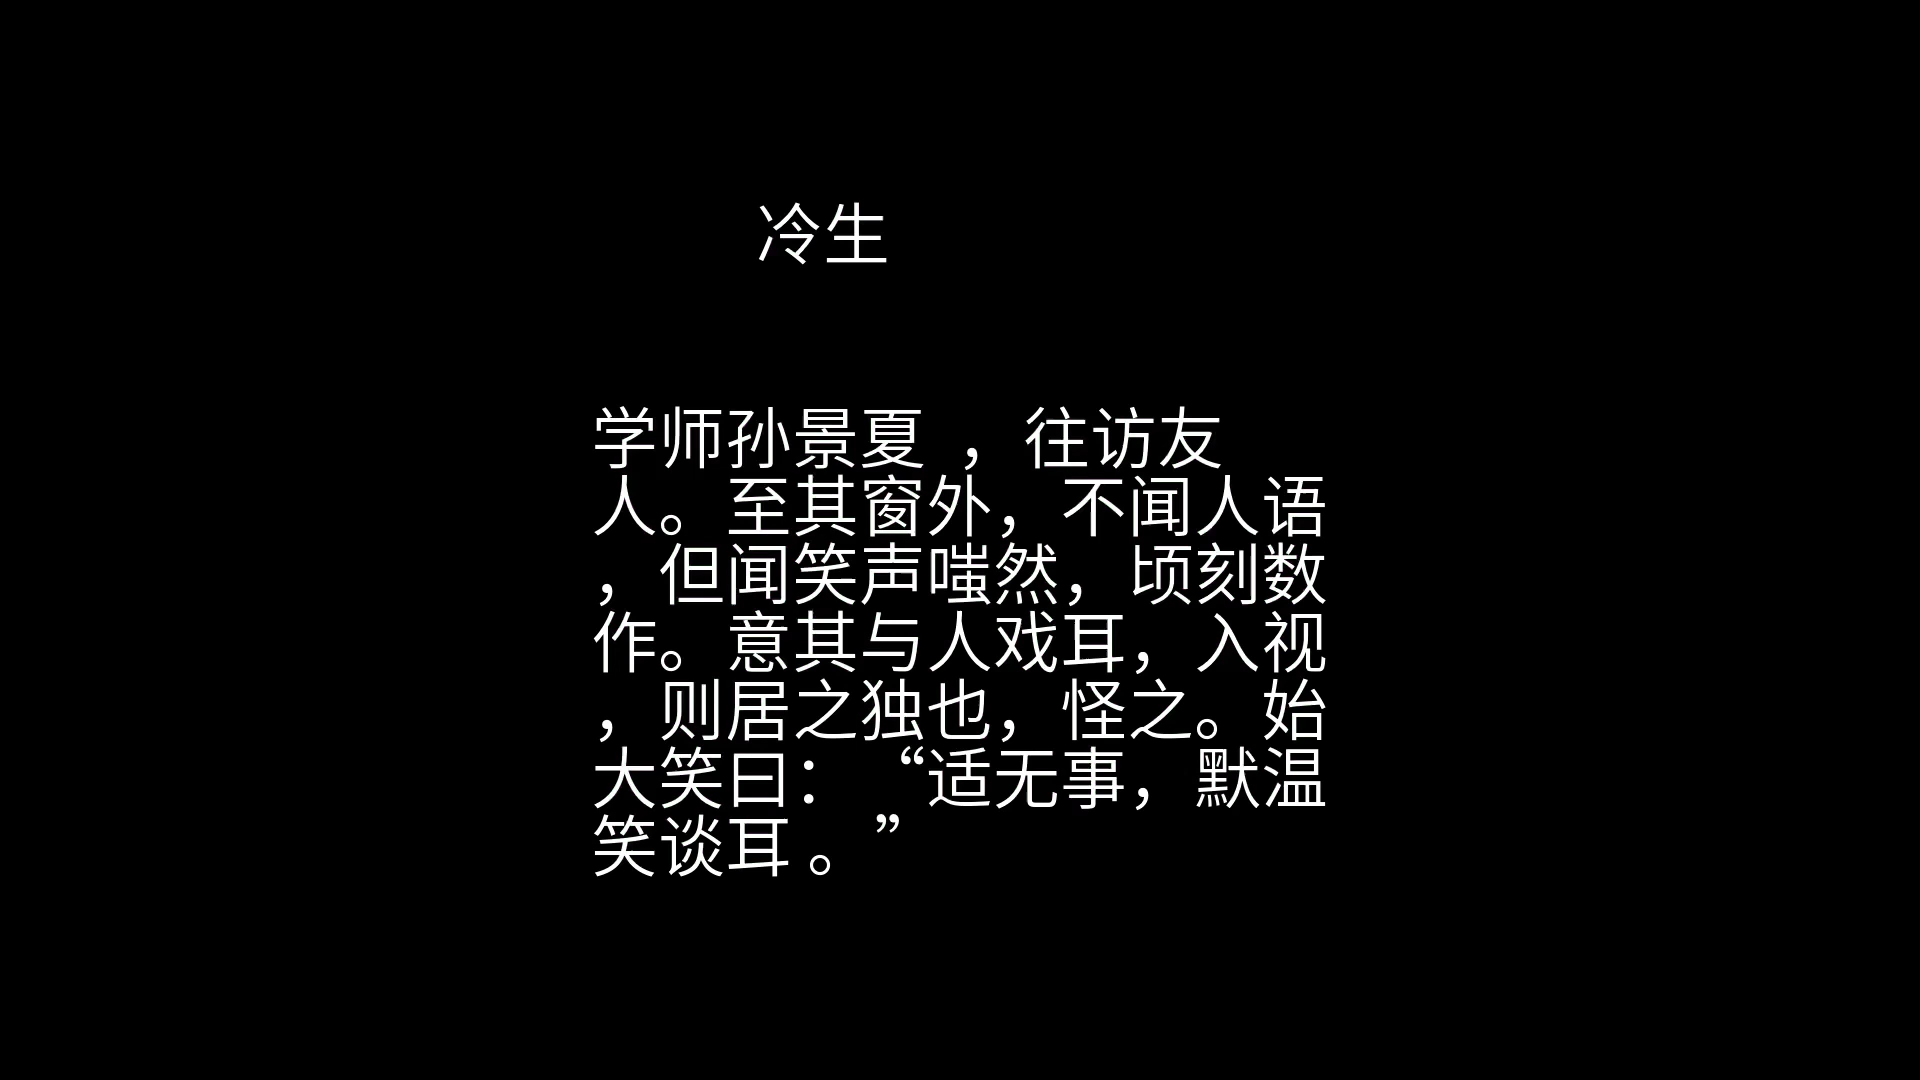 冷生
学师孙景夏 ，往访友
人。至其窗外，不闻人语
，但闻笑声嗤然，顷刻数
作。意其与人戏耳，入视
，则居之独也，怪之。始
大笑曰：“适无事，默温
笑谈耳 。”